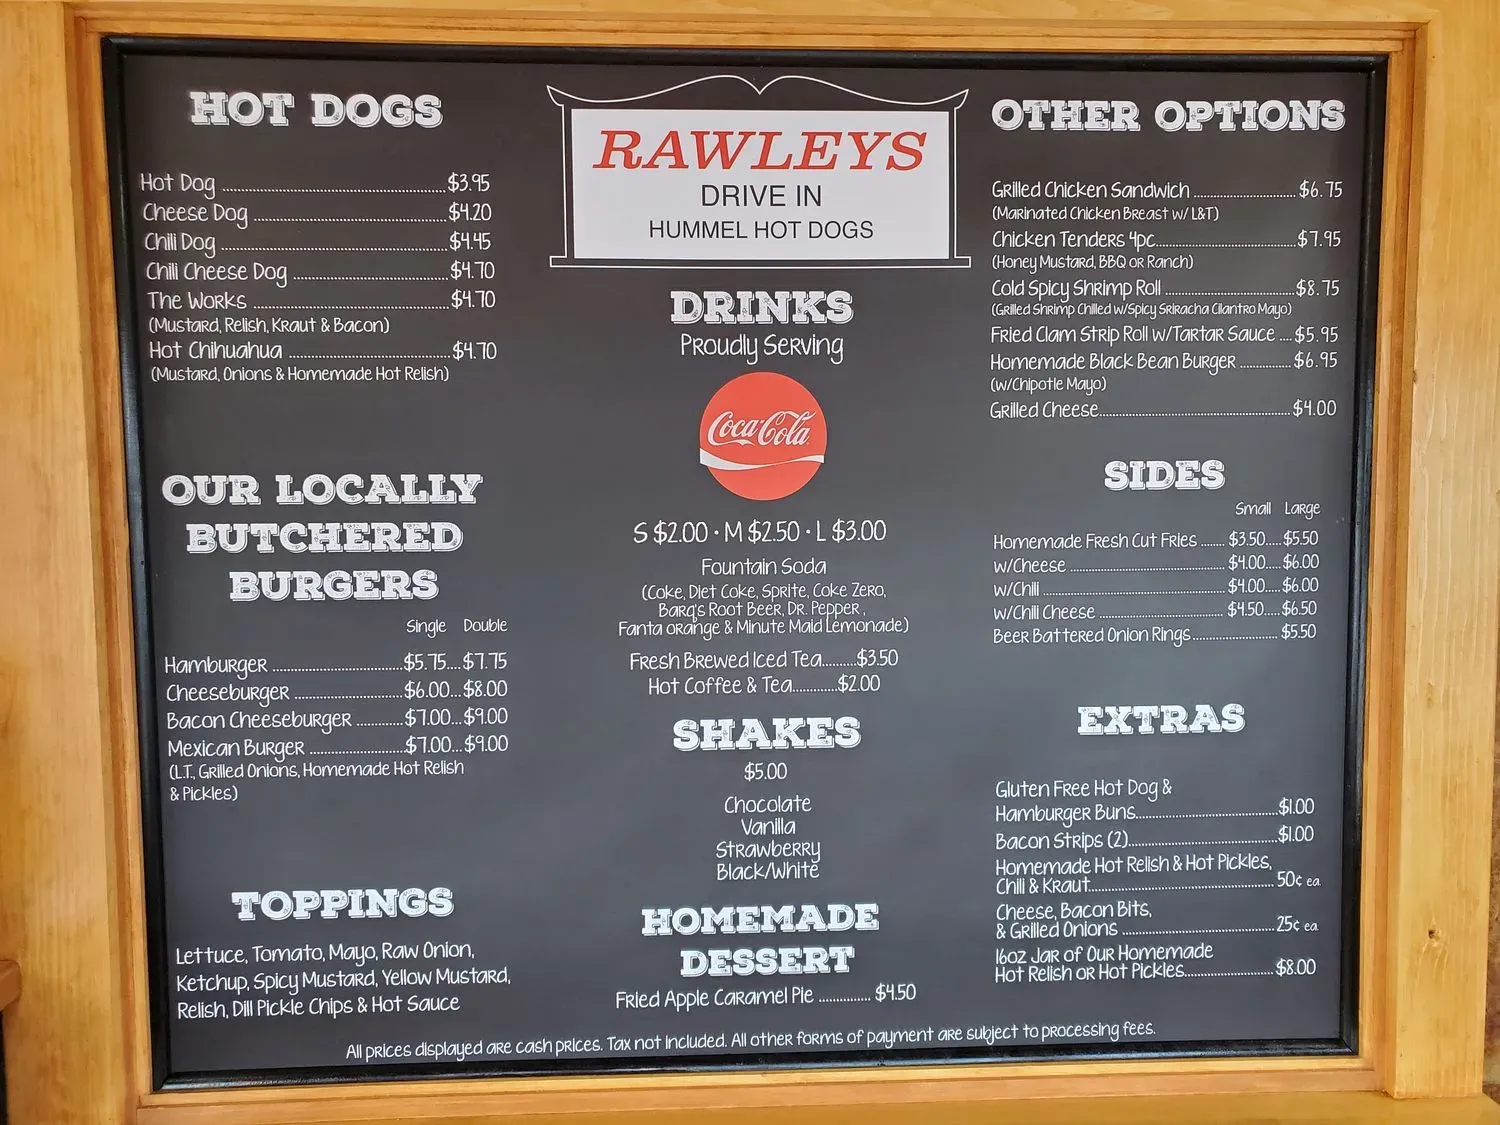 HOT DOGS
Hot Dog ........ $3.95
Cheese Dog ........ $4.20
Chili Dog ........ $4.45
Chili Cheese Dog ........ $4.70
The Works ........ $4.70
(Mustard, Relish, Kraut & Bacon)
Hot Chihuahua ........ $4.70
(Mustard, Onions & Homemade Hot Relish)
OUR LOCALLY
BUTCHERED
BURGERS
Single Double
Hamburger ........ $5.75....$7.75
Cheeseburger ........ $6.00...$8.00
Bacon Cheeseburger ........ $7.00...$9.00
Mexican Burger ........ $7.00...$9.00
(L.T., Grilled Onions, Homemade Hot Relish
& Pickles)
TOPPINGS
Lettuce, Tomato, Mayo, Raw Onion,
Ketchup, Spicy Mustard, Yellow Mustard,
Relish, Dill Pickle Chips & Hot Sauce
RAWLEYS
DRIVE IN
HUMMEL HOT DOGS
DRINKS
Proudly Serving
Coca-Cola
S $2.00 · M $2.50 · L $3.00
Fountain Soda
(Coke, Diet Coke, Sprite, Coke Zero,
Barq's Root Beer, Dr. Pepper ,
Fanta orange & Minute Maid Lemonade)
Fresh Brewed Iced Tea........$3.50
Hot Coffee & Tea........$2.00
SHAKES
$5.00
Chocolate
Vanilla
Strawberry
Black/White
HOMEMADE
DESSERT
Fried Apple Caramel Pie ........ $4.50
OTHER OPTIONS
Grilled Chicken Sandwich ........ $6.75
(Marinated Chicken Breast w/ L&T)
Chicken Tenders 4pc........$7.95
(Honey Mustard, BBQ or Ranch)
Cold Spicy Shrimp Roll ........$8.75
(Grilled Shrimp Chilled w/Spicy Sriracha Cilantro Mayo)
Fried Clam Strip Roll w/Tartar Sauce ....$5.95
Homemade Black Bean Burger ........ $6.95
(w/Chipotle Mayo)
Grilled Cheese........ $4.00
SIDES
Small Large
Homemade Fresh Cut Fries ........ $3.50.....$5.50
w/Cheese ........ $4.00.....$6.00
w/Chili ........ $4.00.....$6.00
w/Chili Cheese ........ $4.50.....$6.50
Beer Battered Onion Rings........ $5.50
EXTRAS
Gluten Free Hot Dog &
Hamburger Buns........$1.00
Bacon Strips (2)........$1.00
Homemade Hot Relish & Hot Pickles,
Chili & Kraut........ 50¢ ea.
Cheese, Bacon Bits,
& Grilled Onions ........ 25¢ ea.
16oz Jar of Our Homemade
Hot Relish or Hot Pickles........ $8.00
All prices displayed are cash prices. Tax not included. All other forms of payment are subject to processing fees.